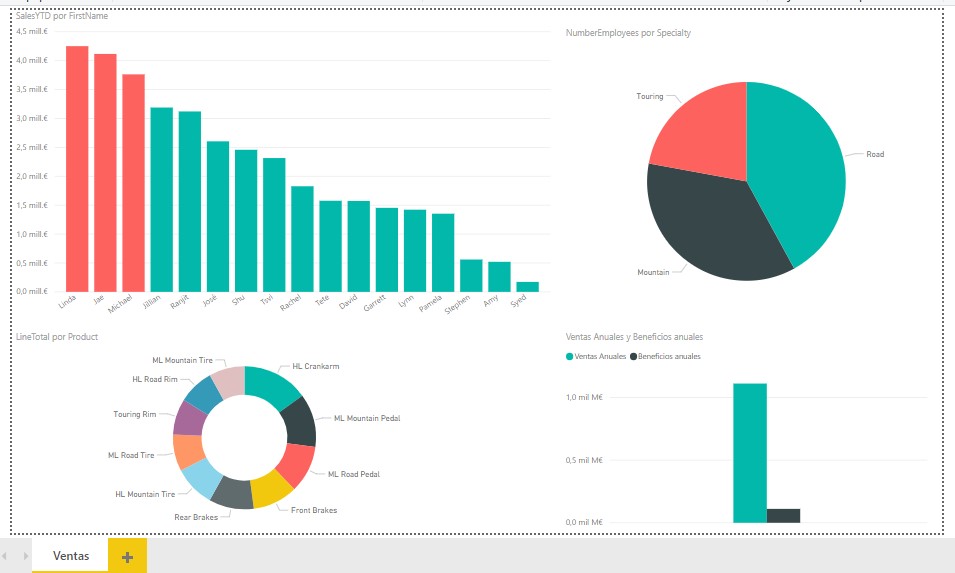 SalesYTD por FirstName
4,5 mill.€
4,0 mill.€
3,5 mill.€
3,0 mill.€
2,5 mill.€
2,0 mill.€
1,5 mill.€
1,0 mill.€
0,5 mill.€
0,0 mill.€
Linda
Jae
Michael
Jillian
Ranjit
José
Shu
Tsvi
Rachel
Tete
David
Garrett
Lynn
Pamela
Stephen
Amy
Syed
NumberEmployees por Specialty
Touring
Road
Mountain
LineTotal por Product
ML Mountain Tire
HL Crankarm
HL Road Rim
ML Mountain Pedal
Touring Rim
ML Road Tire
ML Road Pedal
HL Mountain Tire
Front Brakes
Rear Brakes
Ventas Anuales y Beneficios anuales
Ventas Anuales Beneficios anuales
1,0 mil M€
0,5 mil M€
0,0 mil M€
Ventas